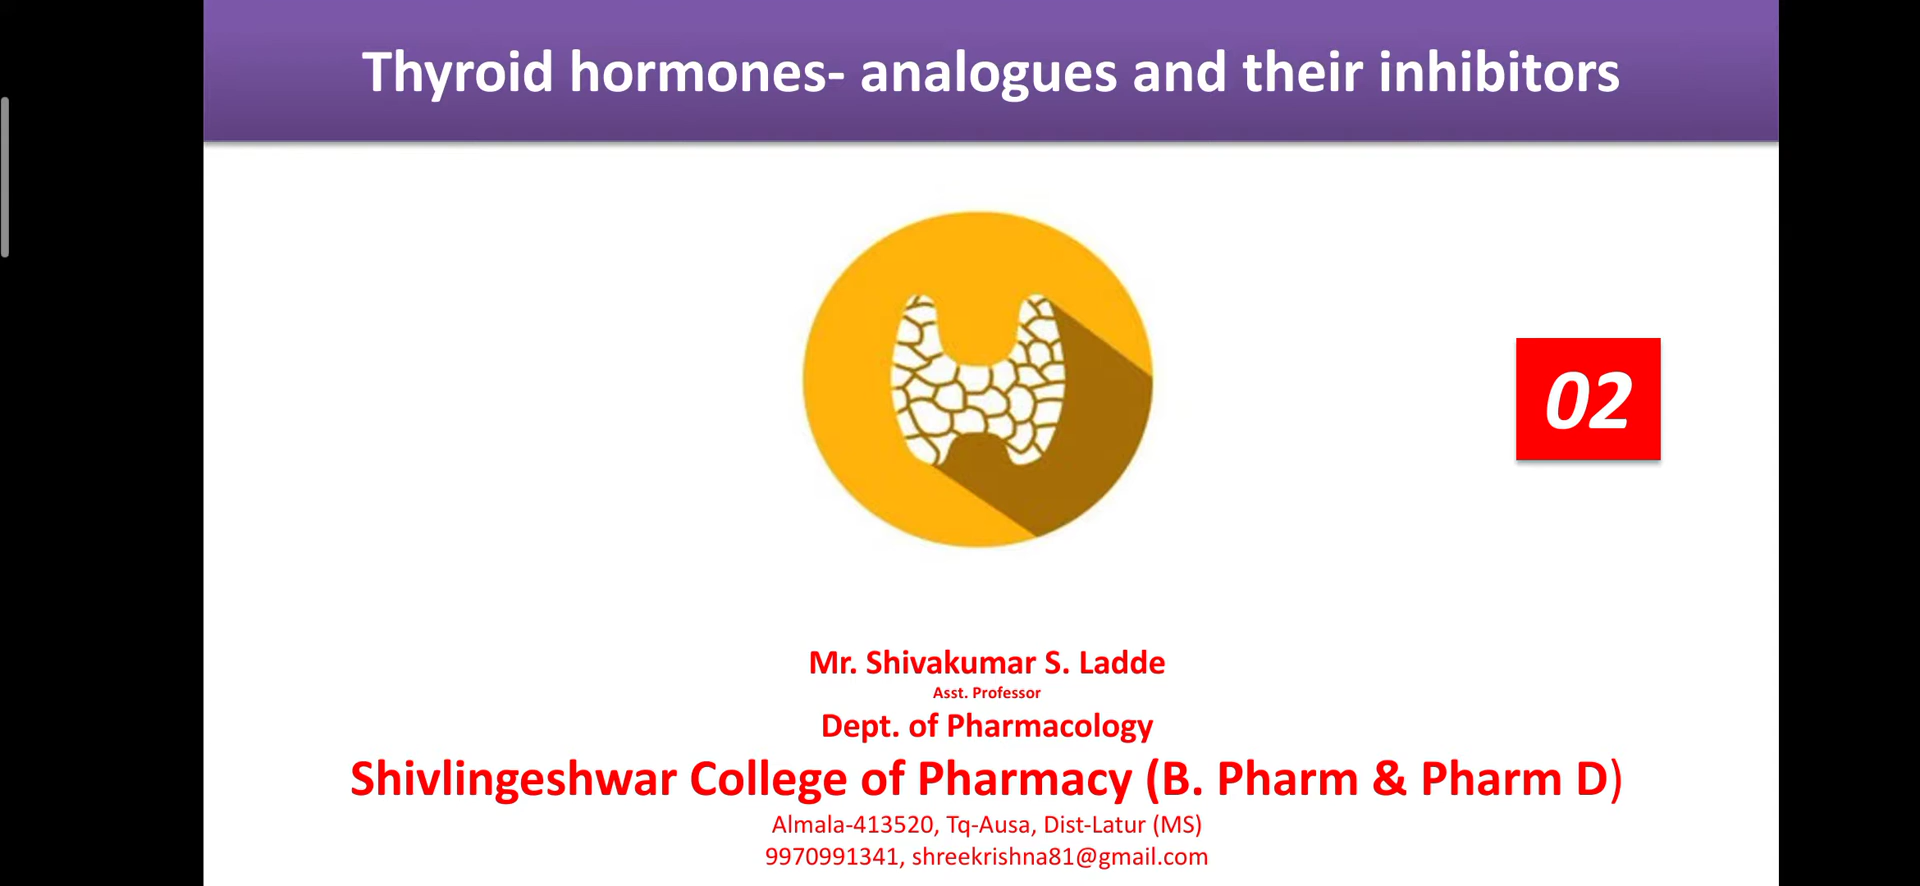 Thyroid hormones- analogues and their inhibitors
02
Mr. Shivakumar S. Ladde
Asst. Professor
Dept. of Pharmacology
Shivlingeshwar College of Pharmacy (B. Pharm & Pharm D)
Almala-413520, Tq-Ausa, Dist-Latur (MS)
9970991341, shreekrishna81@gmail.com